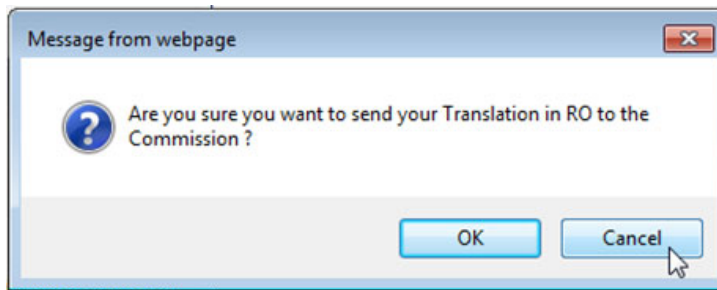 Message from webpage
Are you sure you want to send your Translation in RO to the
Commission ?
OK
Cancel